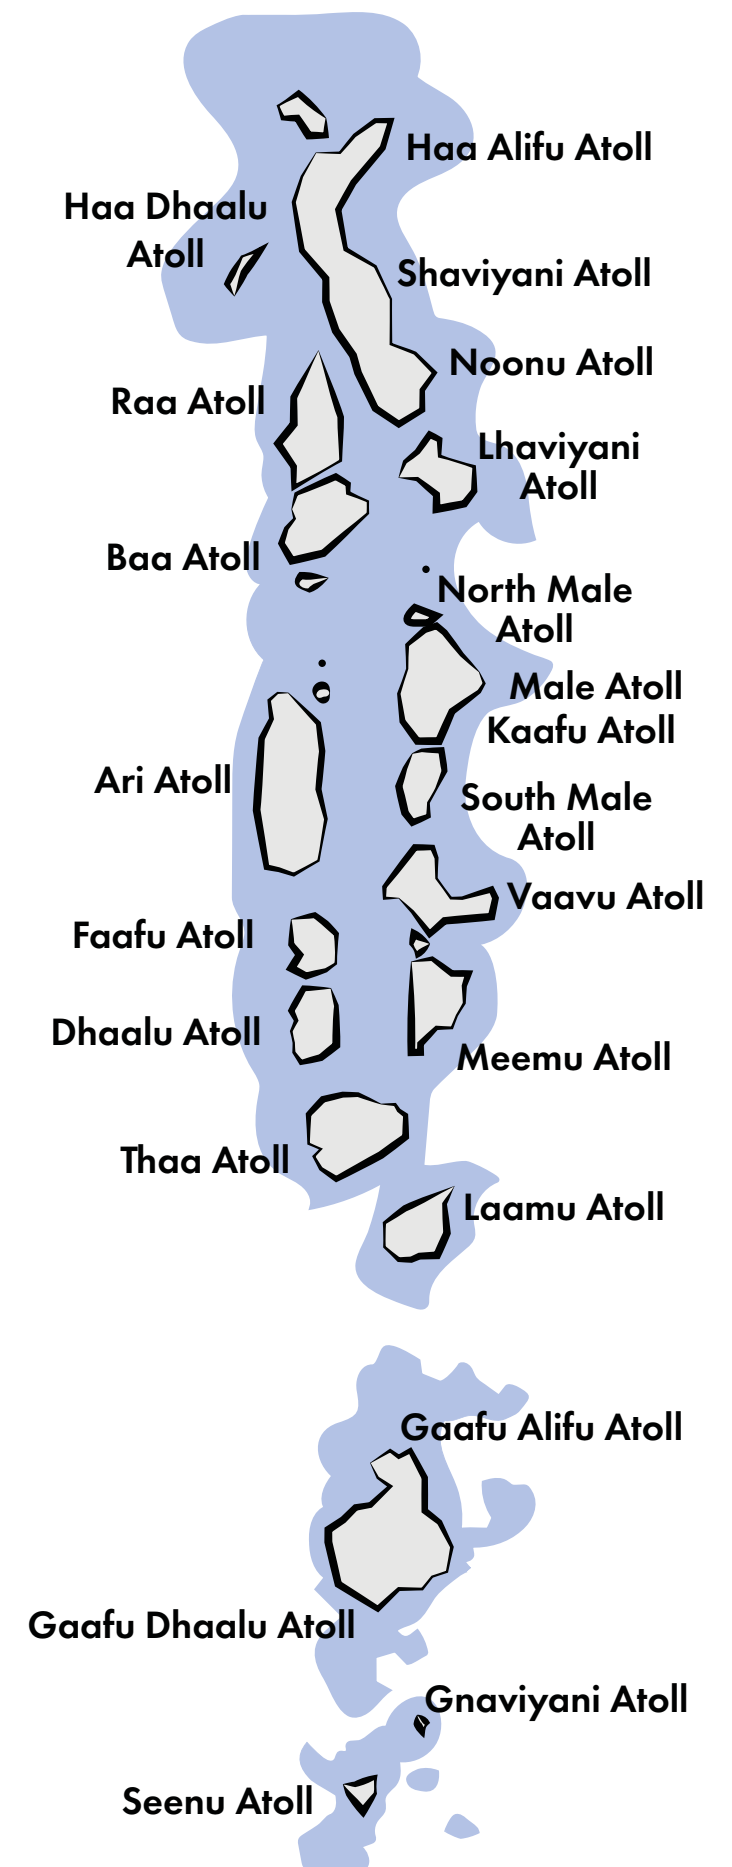 Haa Alifu Atoll
Haa Dhaalu
Atoll
Shaviyani Atoll
Noonu Atoll
Raa Atoll
Lhaviyani
Atoll
Baa Atoll
North Male
Atoll
Male Atoll
Kaafu Atoll
Ari Atoll
South Male
Atoll
Vaavu Atoll
Faafu Atoll
Dhaalu Atoll
Meemu Atoll
Thaa Atoll
Laamu Atoll
Gaafu Alifu Atoll
Gaafu Dhaalu Atoll
Gnaviyani Atoll
Seenu Atoll